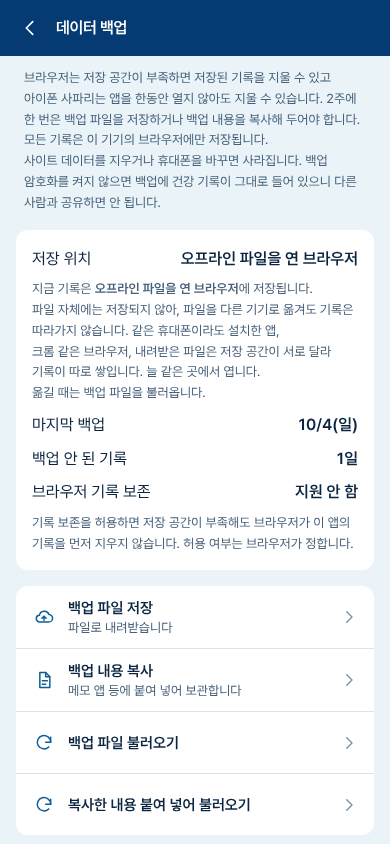 데이터 백업
브라우저는 저장 공간이 부족하면 저장된 기록을 지울 수 있고
아이폰 사파리는 앱을 한동안 열지 않아도 지울 수 있습니다. 2주에
한 번은 백업 파일을 저장하거나 백업 내용을 복사해 두어야 합니다.
모든 기록은 이 기기의 브라우저에만 저장됩니다.
사이트 데이터를 지우거나 휴대폰을 바꾸면 사라집니다. 백업
암호화를 켜지 않으면 백업에 건강 기록이 그대로 들어 있으니 다른
사람과 공유하면 안 됩니다.
저장 위치 오프라인 파일을 연 브라우저
지금 기록은 오프라인 파일을 연 브라우저에 저장됩니다.
파일 자체에는 저장되지 않아, 파일을 다른 기기로 옮겨도 기록은
따라가지 않습니다. 같은 휴대폰이라도 설치한 앱,
크롬 같은 브라우저, 내려받은 파일은 저장 공간이 서로 달라
기록이 따로 쌓입니다. 늘 같은 곳에서 엽니다.
옮길 때는 백업 파일을 불러옵니다.
마지막 백업 10/4(일)
백업 안 된 기록 1일
브라우저 기록 보존 지원 안 함
기록 보존을 허용하면 저장 공간이 부족해도 브라우저가 이 앱의
기록을 먼저 지우지 않습니다. 허용 여부는 브라우저가 정합니다.
백업 파일 저장
파일로 내려받습니다
백업 내용 복사
메모 앱 등에 붙여 넣어 보관합니다
백업 파일 불러오기
복사한 내용 붙여 넣어 불러오기